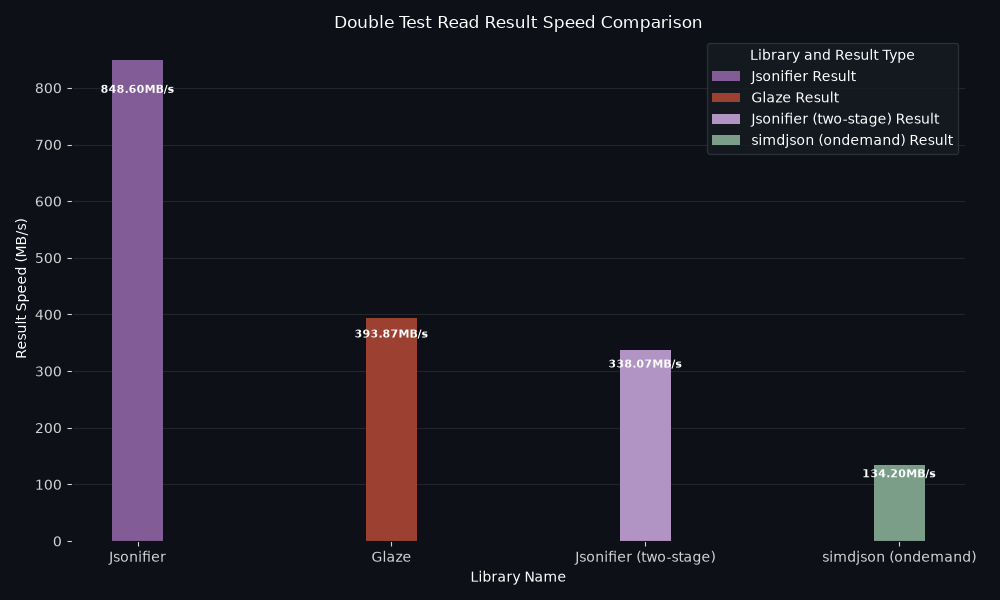 Double Test Read Result Speed Comparison
Library and Result Type
Jsonifier Result
Glaze Result
Jsonifier (two-stage) Result
simdjson (ondemand) Result
Result Speed (MB/s)
800
700
600
500
400
300
200
100
0
848.60MB/s
393.87MB/s
338.07MB/s
134.20MB/s
Jsonifier
Glaze
Jsonifier (two-stage)
simdjson (ondemand)
Library Name